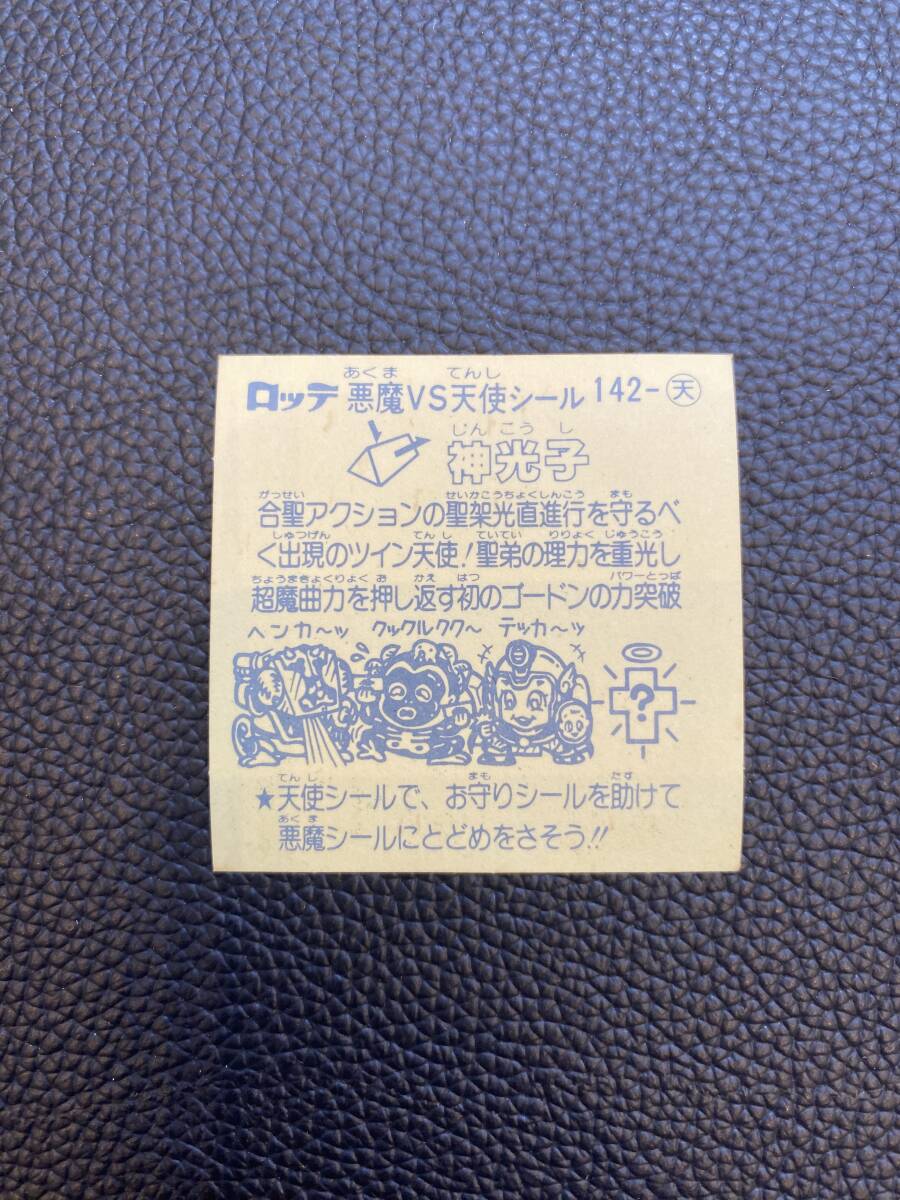 あくま てんし
ロッテ 悪魔VS天使シール 142-天
じんこうし
神光子
がっせい せいかこうちょくしんこう まも
合聖アクションの聖架光直進行を守るべ
しゅつげん てんし ていてい りりょく じゅうこう
く出現のツイン天使!聖弟の理力を重光し
ちょうまきょくりょく お かえ はつ パワーとっぱ
超魔曲力を押し返す初のゴードンの力突破
ヘンカ〜ッ クックルクク〜 テッカ〜ッ
?
てんし まも たす
★天使シールで、お守りシールを助けて
あくま
悪魔シールにとどめをさそう!!